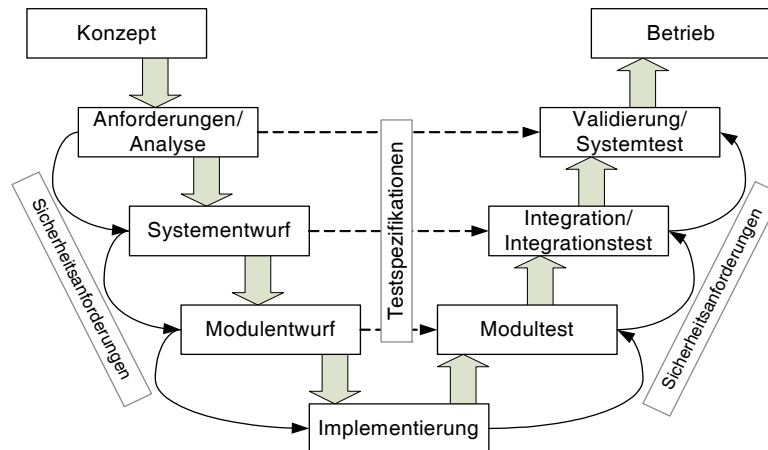 Konzept
Betrieb
Anforderungen/
Analyse
Validierung/
Systemtest
Testspezifikationen
Sicherheitsanforderungen
Sicherheitsanforderungen
Systementwurf
Integration/
Integrationstest
Modulentwurf
Modultest
Implementierung